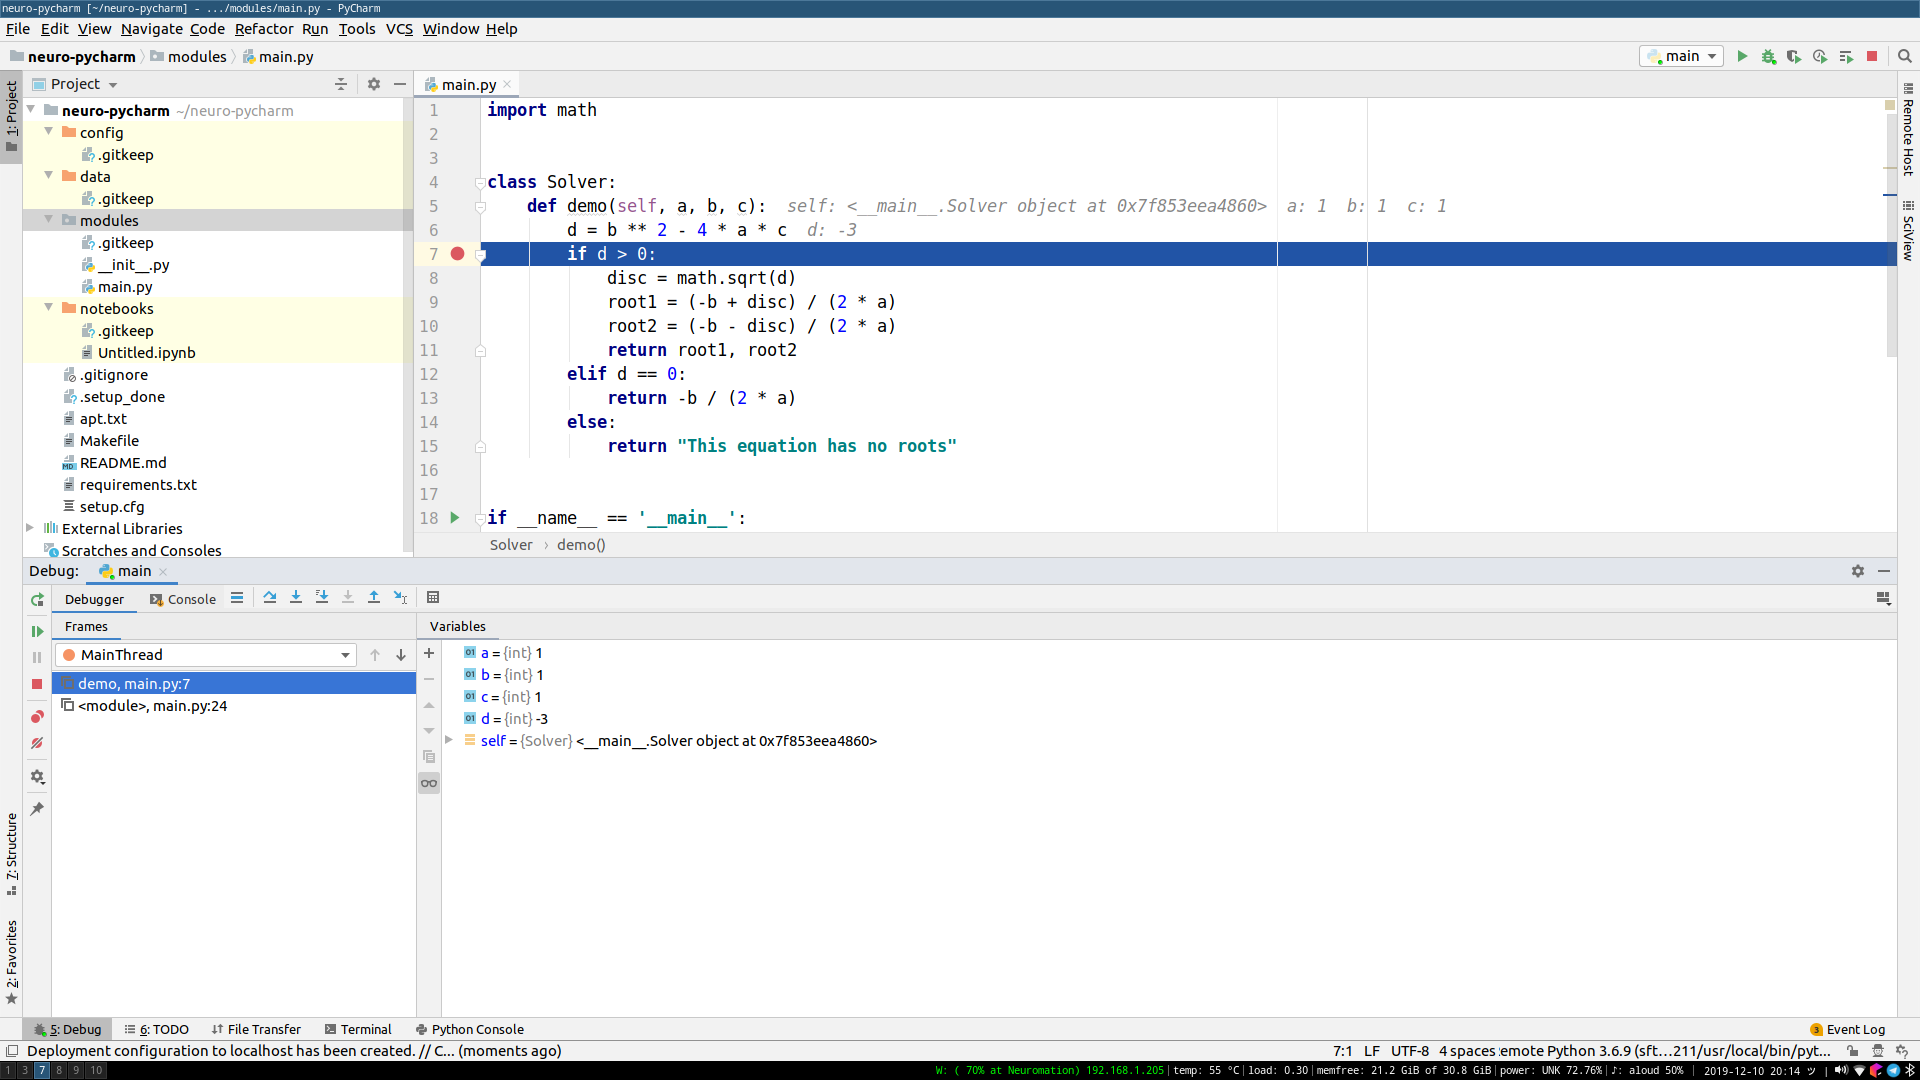 neuro-pycharm [~/neuro-pycharm] - .../modules/main.py - PyCharm
File Edit View Navigate Code Refactor Run Tools VCS Window Help
neuro-pycharm modules main.py
main
1: Project
Project
neuro-pycharm ~/neuro-pycharm
config
.gitkeep
data
.gitkeep
modules
.gitkeep
__init__.py
main.py
notebooks
.gitkeep
Untitled.ipynb
.gitignore
.setup_done
apt.txt
Makefile
README.md
requirements.txt
setup.cfg
External Libraries
Scratches and Consoles
main.py
1 import math
2
3
4 class Solver:
5 def demo(self, a, b, c): self: <__main__.Solver object at 0x7f853eea4860> a: 1 b: 1 c: 1
6 d = b ** 2 - 4 * a * c d: -3
7 if d > 0:
8 disc = math.sqrt(d)
9 root1 = (-b + disc) / (2 * a)
10 root2 = (-b - disc) / (2 * a)
11 return root1, root2
12 elif d == 0:
13 return -b / (2 * a)
14 else:
15 return "This equation has no roots"
16
17
18 if __name__ == '__main__':
Solver › demo()
Remote Host
SciView
Debug: main
Debugger Console
Frames
MainThread
demo, main.py:7
<module>, main.py:24
Variables
a = {int} 1
b = {int} 1
c = {int} 1
d = {int} -3
self = {Solver} <__main__.Solver object at 0x7f853eea4860>
7: Structure
2: Favorites
5: Debug 6: TODO File Transfer Terminal Python Console
3 Event Log
Deployment configuration to localhost has been created. // C... (moments ago)
7:1 LF UTF-8 4 spaces :emote Python 3.6.9 (sft...211/usr/local/bin/pyt...
1 3 7 8 9 10
W: ( 70% at Neuromation) 192.168.1.205 | temp: 55 °C | load: 0.30 | memfree: 21.2 GiB of 30.8 GiB | power: UNK 72.76% | ♪: aloud 50% | 2019-12-10 20:14 ツ |